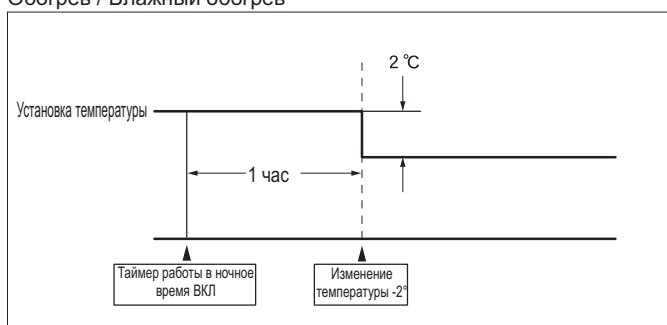 Обогрев / Влажный обогрев
2 °C
Установка температуры
1 час
Таймер работы в ночное
время ВКЛ
Изменение
температуры -2°